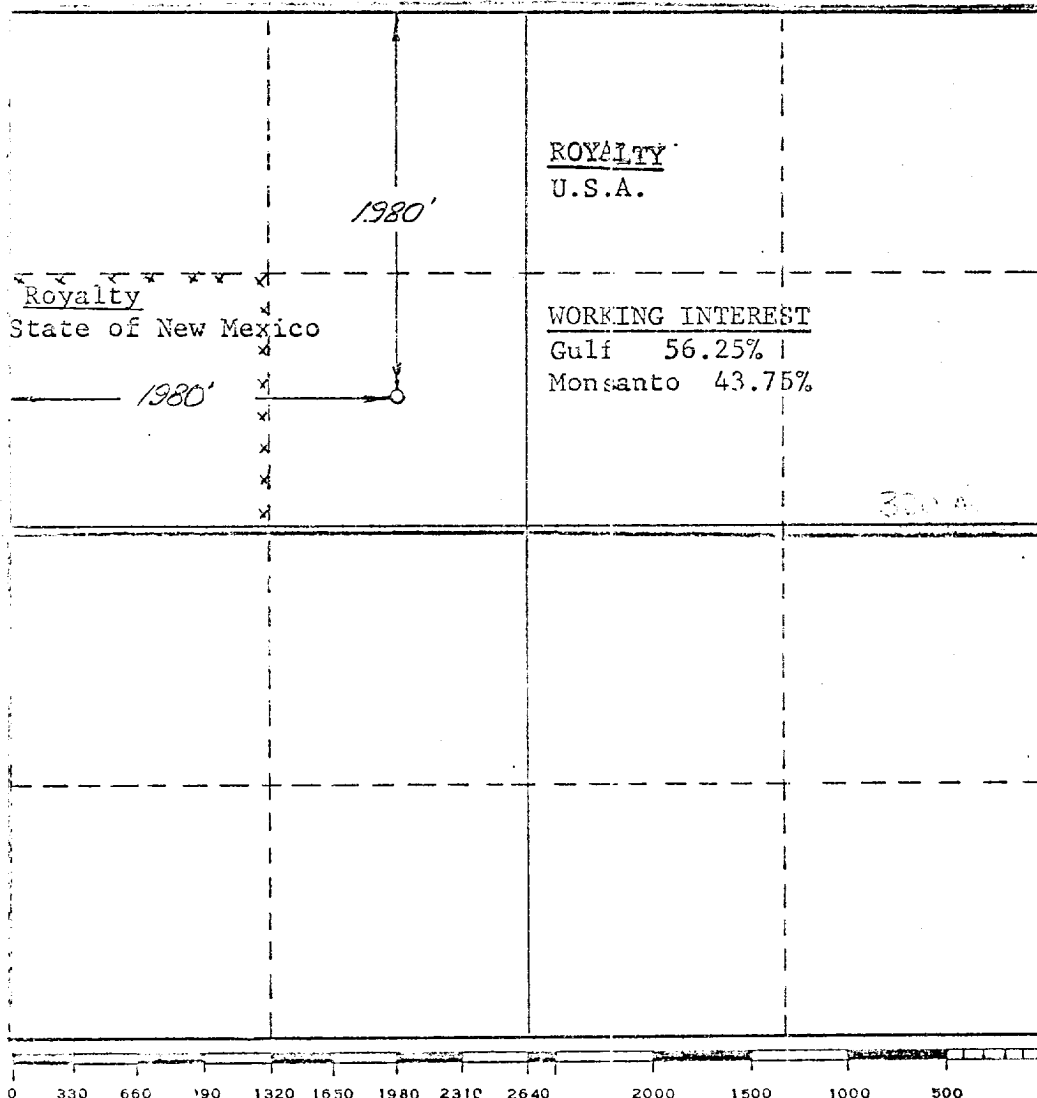 ROYALTY
U.S.A.
1980'
Royalty
State of New Mexico
WORKING INTEREST
Gulf 56.25%
Monsanto 43.75%
1980'
0 330 660 990 1320 1650 1980 2310 2640 2000 1500 1000 500